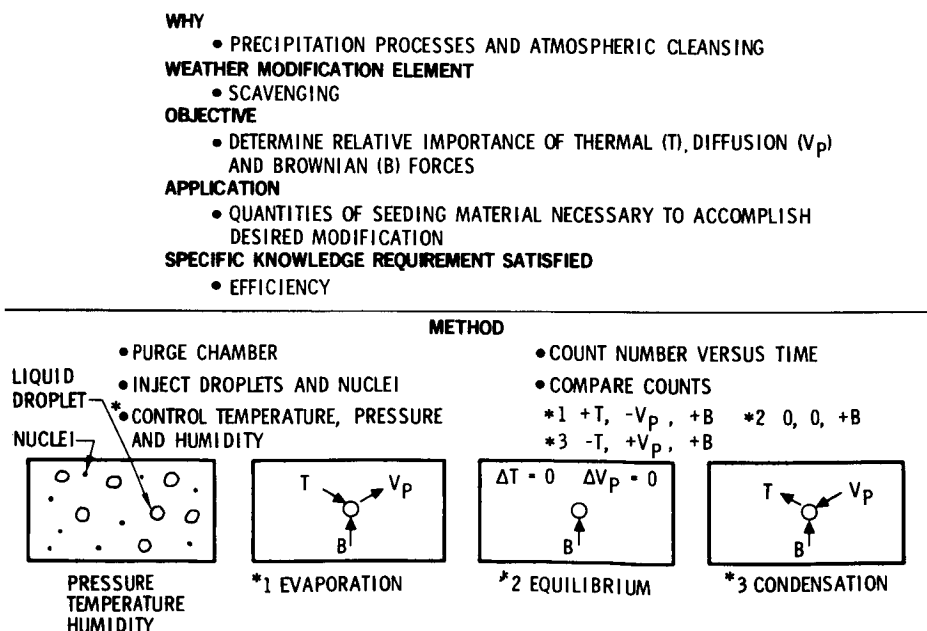 WHY
• PRECIPITATION PROCESSES AND ATMOSPHERIC CLEANSING
WEATHER MODIFICATION ELEMENT
• SCAVENGING
OBJECTIVE
• DETERMINE RELATIVE IMPORTANCE OF THERMAL (T), DIFFUSION (Vp)
AND BROWNIAN (B) FORCES
APPLICATION
• QUANTITIES OF SEEDING MATERIAL NECESSARY TO ACCOMPLISH
DESIRED MODIFICATION
SPECIFIC KNOWLEDGE REQUIREMENT SATISFIED
• EFFICIENCY
METHOD
• PURGE CHAMBER
• INJECT DROPLETS AND NUCLEI
*• CONTROL TEMPERATURE, PRESSURE
AND HUMIDITY
• COUNT NUMBER VERSUS TIME
• COMPARE COUNTS
*1 +T, -Vp, +B *2 0, 0, +B
*3 -T, +Vp, +B
LIQUID
DROPLET
NUCLEI
PRESSURE
TEMPERATURE
HUMIDITY
T Vp
B
*1 EVAPORATION
ΔT = 0 ΔVp = 0
B
*2 EQUILIBRIUM
T Vp
B
*3 CONDENSATION